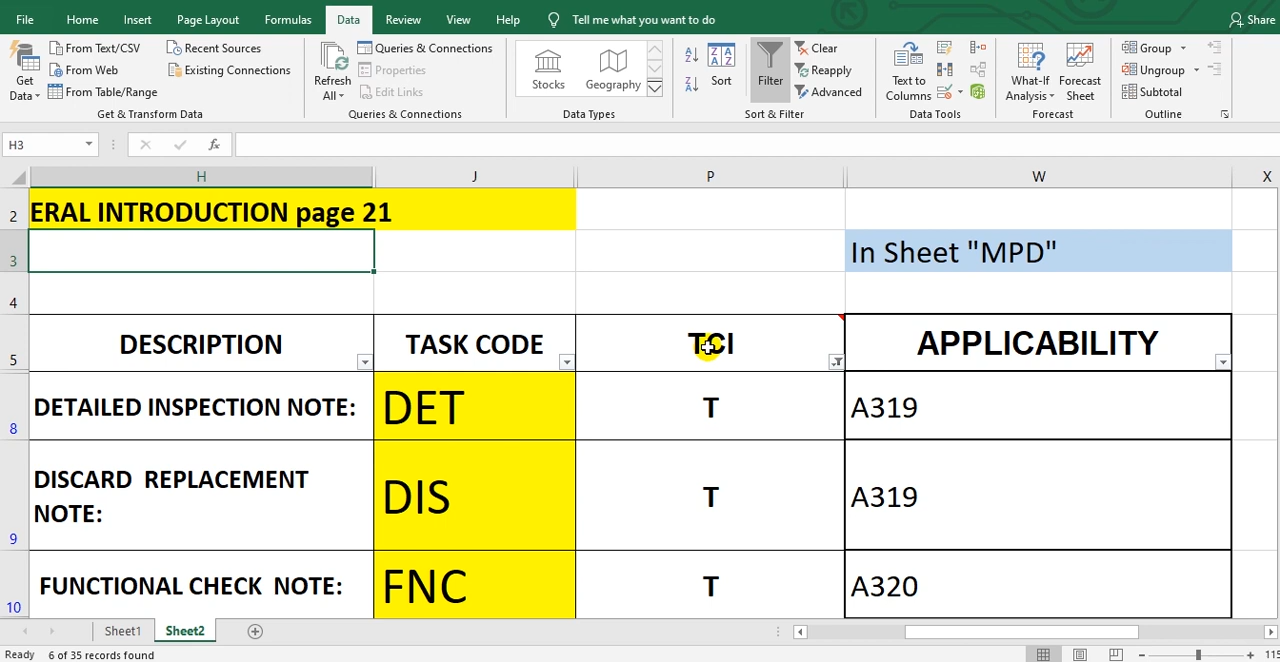 File Home Insert Page Layout Formulas Data Review View Help Tell me what you want to do Share
From Text/CSV Recent Sources Queries & Connections Clear Group
Get Data From Web Existing Connections Refresh All Properties Stocks Geography Sort Filter Reapply Text to Columns What-If Analysis Forecast Sheet Ungroup
From Table/Range Edit Links Advanced Subtotal
Get & Transform Data Queries & Connections Data Types Sort & Filter Data Tools Forecast Outline
H3 fx
H J P W X
2 ERAL INTRODUCTION page 21
3 In Sheet "MPD"
4
5 DESCRIPTION TASK CODE TCI APPLICABILITY
8 DETAILED INSPECTION NOTE: DET T A319
9 DISCARD REPLACEMENT NOTE: DIS T A319
10 FUNCTIONAL CHECK NOTE: FNC T A320
Sheet1 Sheet2
Ready 6 of 35 records found